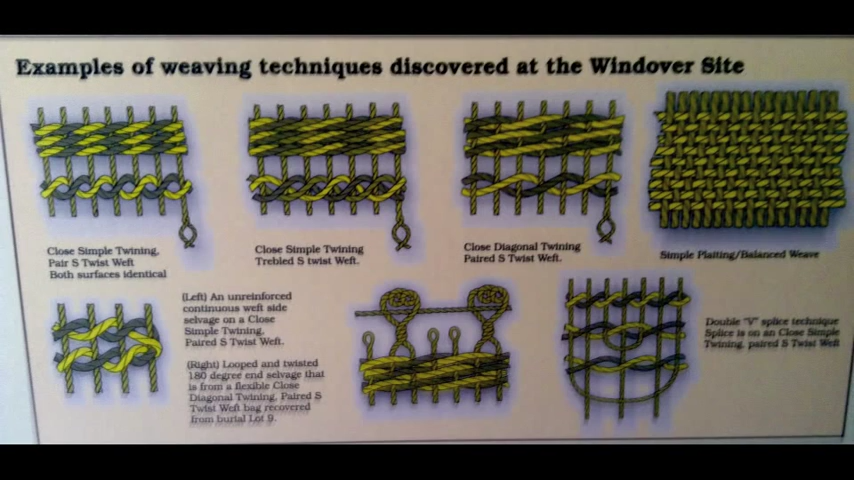 Examples of weaving techniques discovered at the Windover Site
Close Simple Twining,
Pair S Twist Weft
Both surfaces identical
Close Simple Twining
Trebled S twist Weft.
Close Diagonal Twining
Paired S Twist Weft.
Simple Platting/Balanced Weave
(Left) An unreinforced
continuous weft side
selvage on a Close
Simple Twining,
Paired S Twist Weft.
(Right) Looped and twisted
180 degree end selvage that
is from a flexible Close
Diagonal Twining, Paired S
Twist Weft bag recovered
from burial Lot 9.
Double "V" splice technique
Splice is on an Close Simple
Twining, paired S Twist Weft